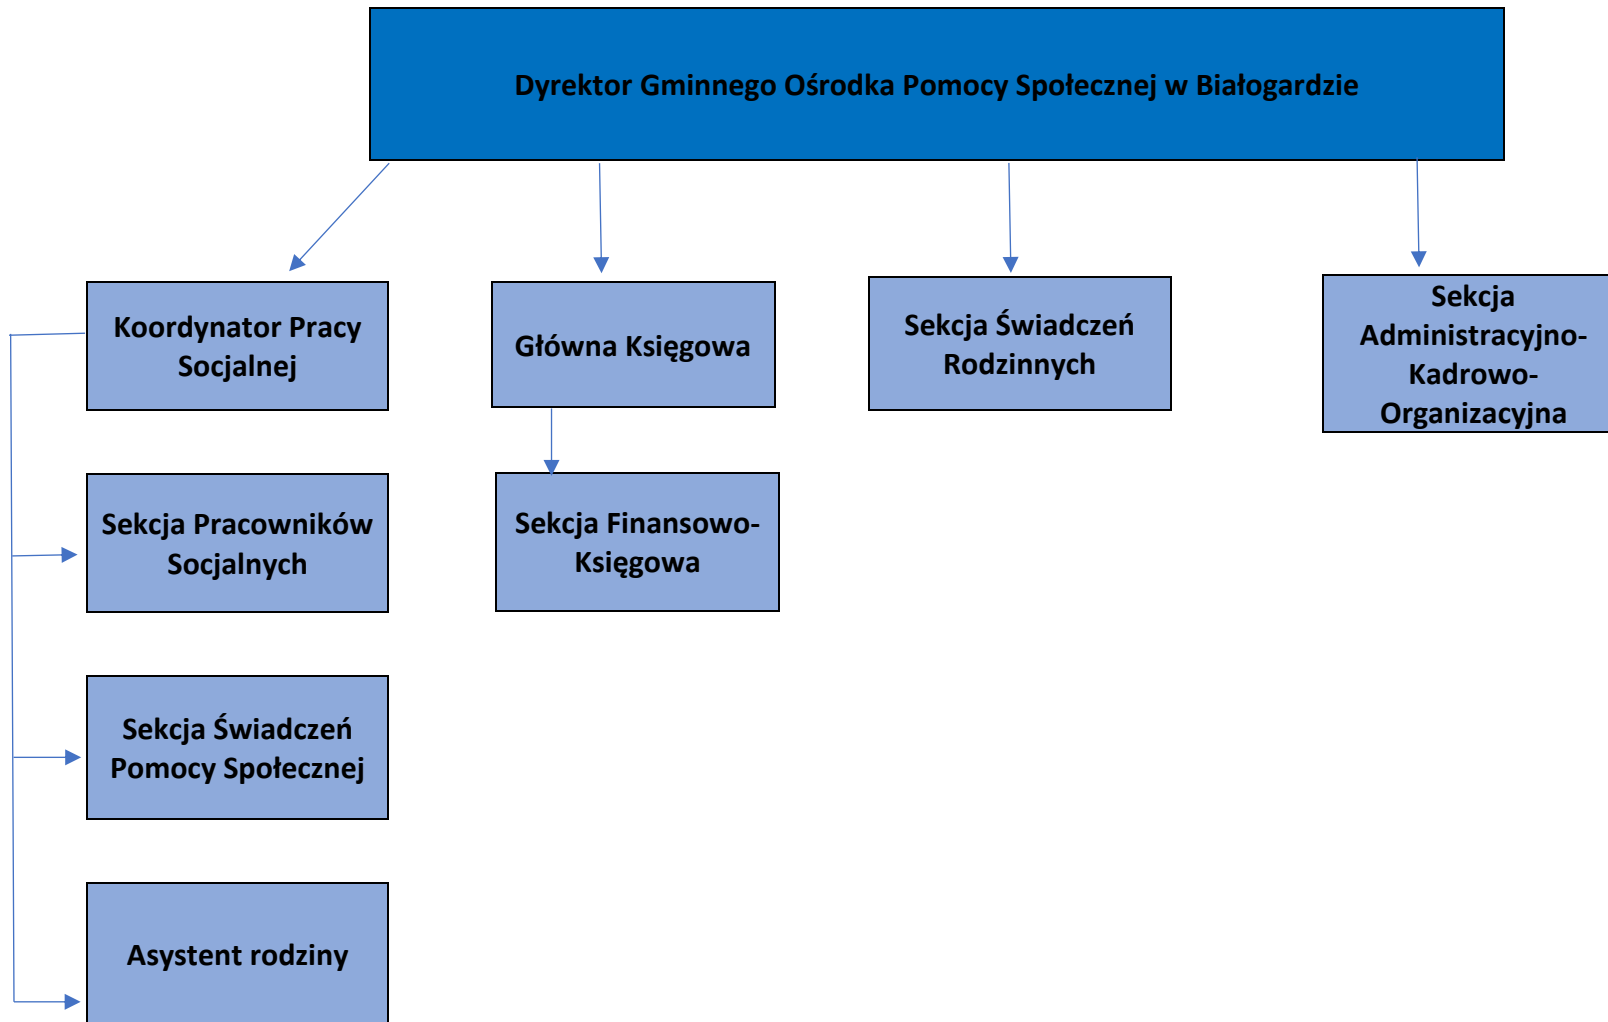 Dyrektor Gminnego Ośrodka Pomocy Społecznej w Białogardzie
Koordynator Pracy
Socjalnej
Główna Księgowa
Sekcja Świadczeń
Rodzinnych
Sekcja
Administracyjno-
Kadrowo-
Organizacyjna
Sekcja Pracowników
Socjalnych
Sekcja Finansowo-
Księgowa
Sekcja Świadczeń
Pomocy Społecznej
Asystent rodziny